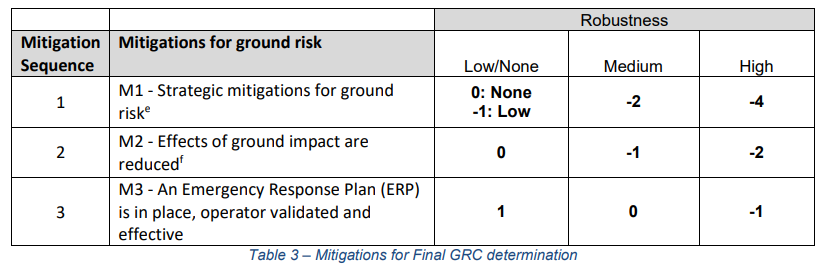 Robustness
Mitigation Sequence Mitigations for ground risk Low/None Medium High
1 M1 - Strategic mitigations for ground riskᵉ 0: None -1: Low -2 -4
2 M2 - Effects of ground impact are reducedᶠ 0 -1 -2
3 M3 - An Emergency Response Plan (ERP) is in place, operator validated and effective 1 0 -1
Table 3 – Mitigations for Final GRC determination